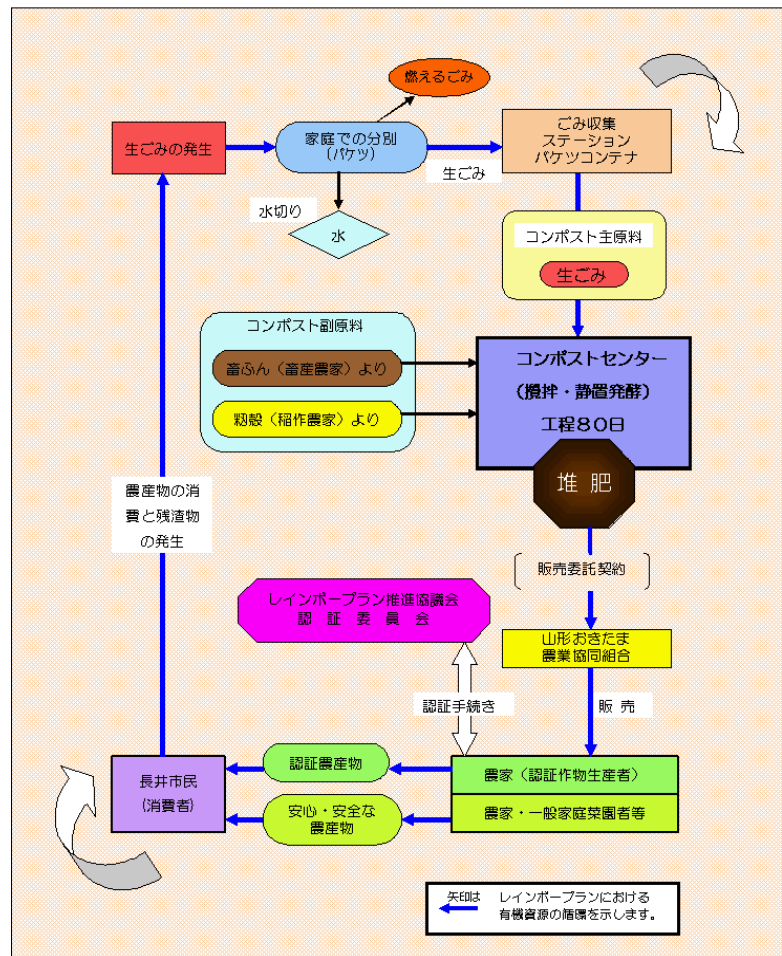 燃えるごみ
生ごみの発生
家庭での分別
(バケツ)
ごみ収集
ステーション
バケツコンテナ
生ごみ
水切り
水
コンポスト主原料
生ごみ
コンポスト副原料
畜ふん（畜産農家）より
籾殻（稲作農家）より
コンポストセンター
(攪拌・静置発酵)
工程８０日
堆肥
農産物の消
費と残渣物
の発生
販売委託契約
レインボープラン推進協議会
認証委員会
山形おきたま
農業協同組合
認証手続き
販売
長井市民
(消費者)
認証農産物
農家（認証作物生産者）
安心・安全な
農産物
農家・一般家庭菜園者等
矢印は
レインボープランにおける
有機資源の循環を示します。